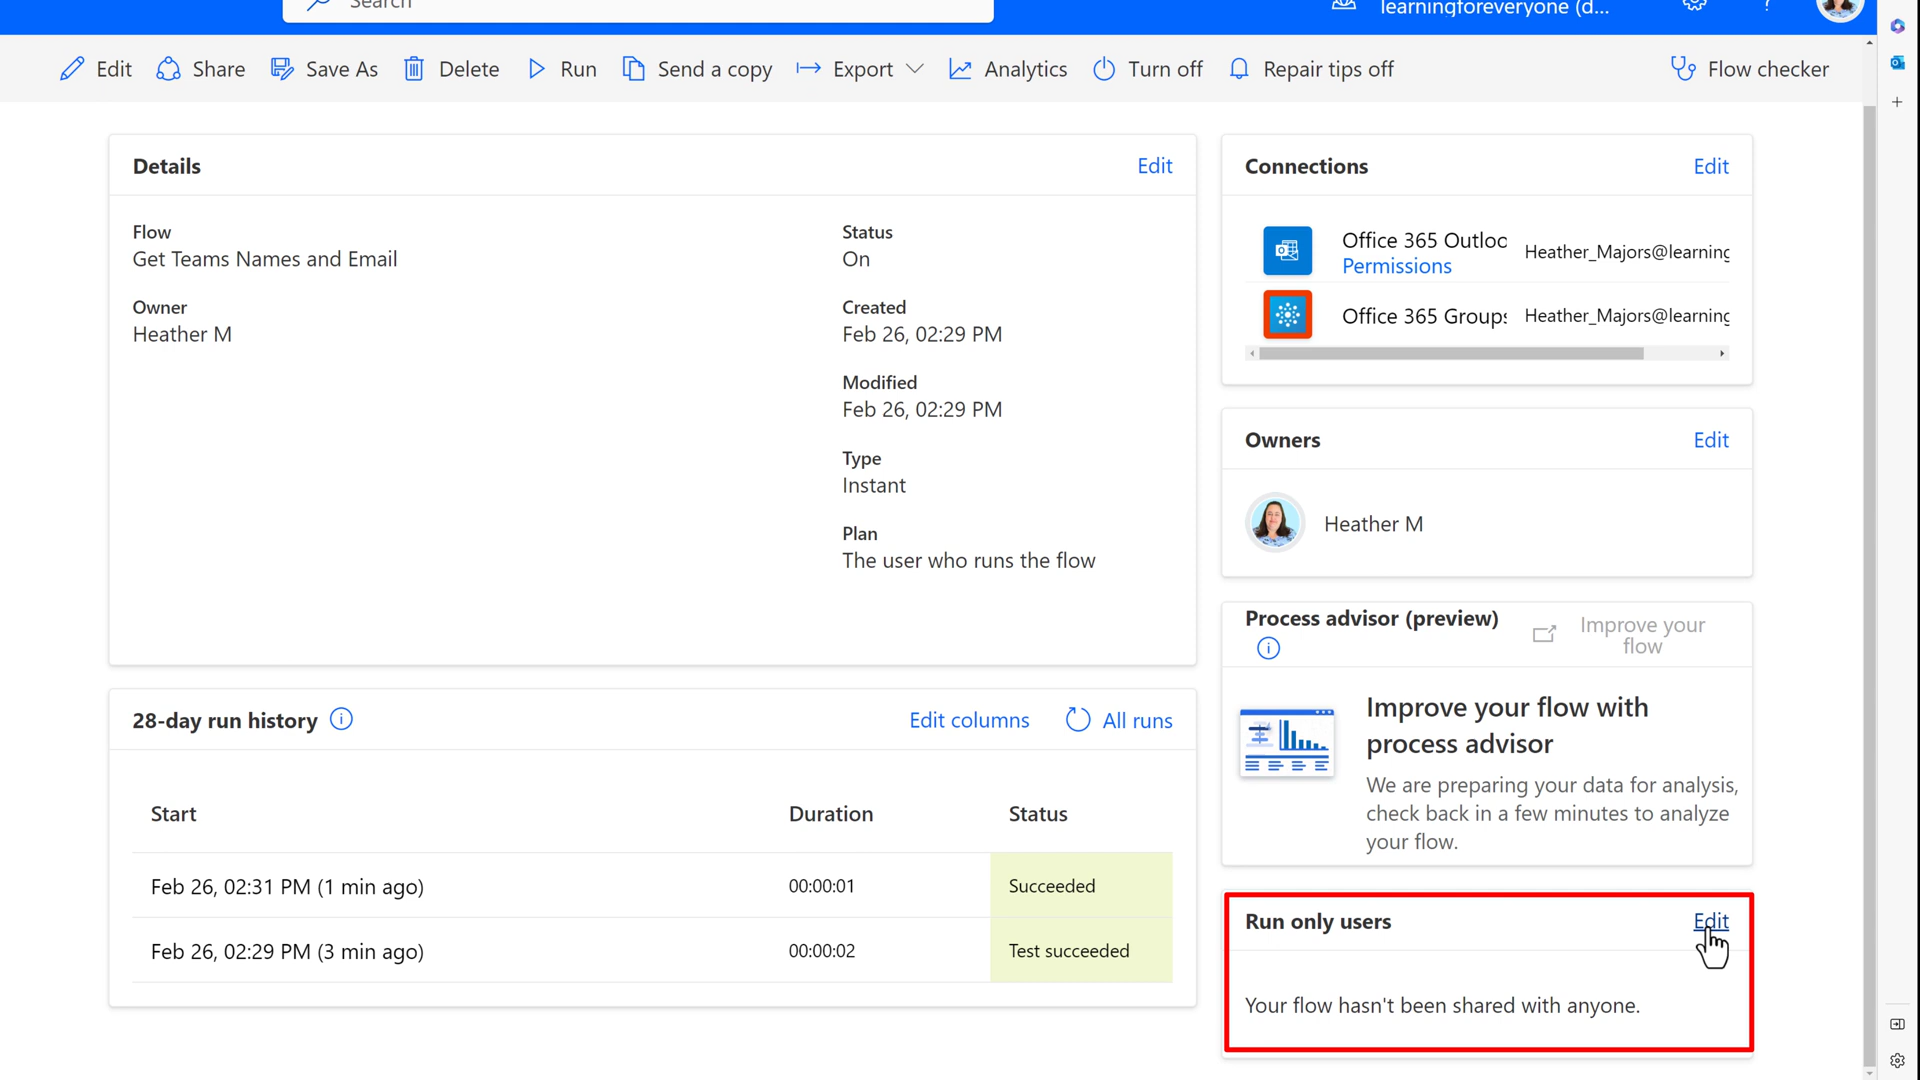 Search
learningforeveryone (d...
?
Edit
Share
Save As
Delete
Run
Send a copy
Export
Analytics
Turn off
Repair tips off
Flow checker
Details
Edit
Flow
Get Teams Names and Email
Owner
Heather M
Status
On
Created
Feb 26, 02:29 PM
Modified
Feb 26, 02:29 PM
Type
Instant
Plan
The user who runs the flow
28-day run history
Edit columns
All runs
Start Duration Status
Feb 26, 02:31 PM (1 min ago) 00:00:01 Succeeded
Feb 26, 02:29 PM (3 min ago) 00:00:02 Test succeeded
Connections
Edit
Office 365 Outloo
Permissions
Heather_Majors@learning
Office 365 Groups
Heather_Majors@learning
Owners
Edit
Heather M
Process advisor (preview)
Improve your
flow
Improve your flow with
process advisor
We are preparing your data for analysis,
check back in a few minutes to analyze
your flow.
Run only users
Edit
Your flow hasn't been shared with anyone.